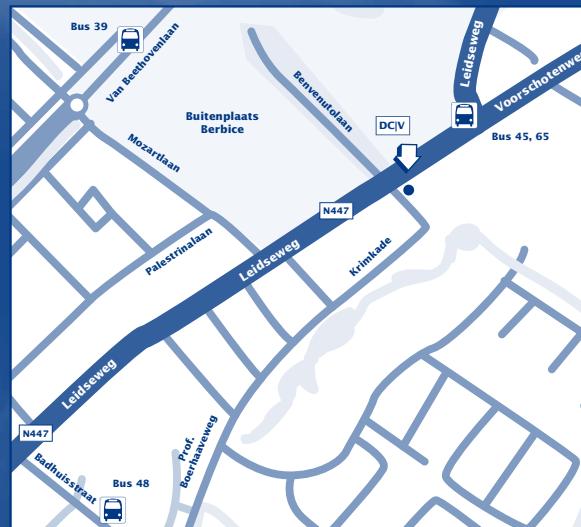 Bus 39
Van Beethovenlaan
Leidseweg
Voorschotenwe
Benvenutolaan
Buitenplaats
Berbice
DC|V
Bus 45, 65
Mozartlaan
N447
Palestrinalaan
Leidseweg
Krimkade
Leidseweg
N447
Prof.
Boerhaaveweg
Badhuisstraat
Bus 48